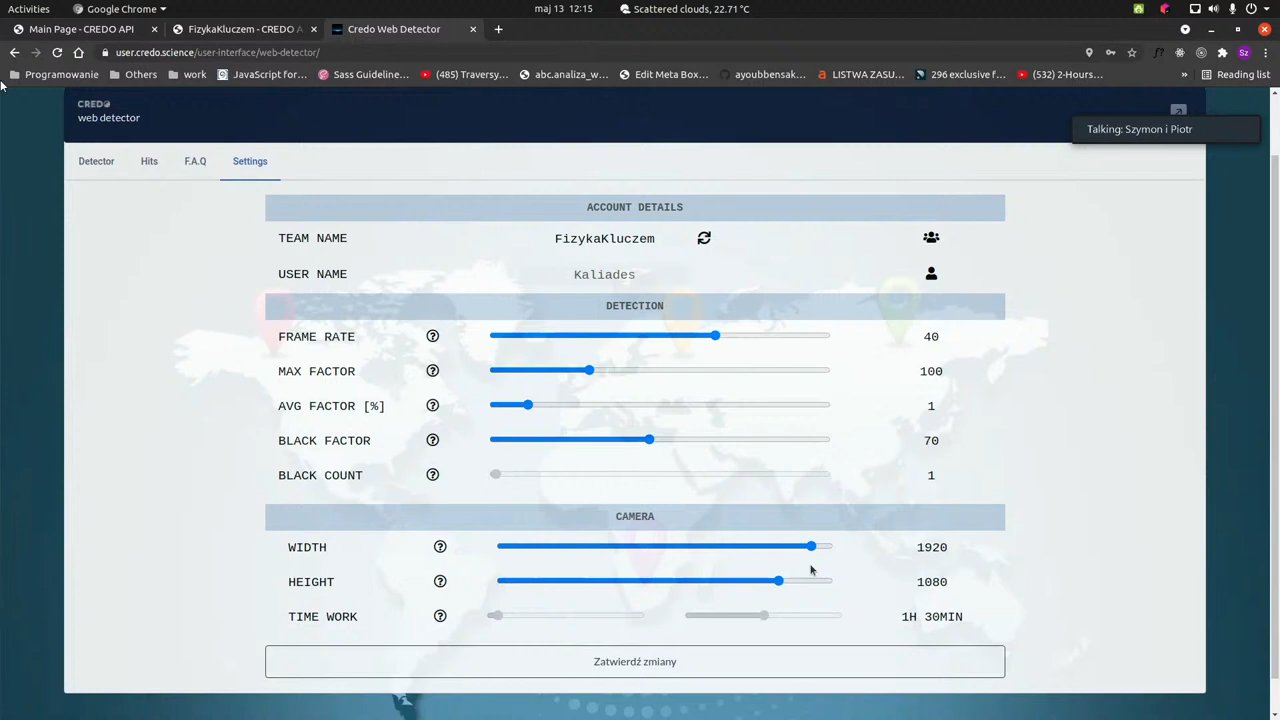 Activities Google Chrome maj 13 12:15 Scattered clouds, 22.71 °C
Main Page - CREDO API FizykaKluczem - CREDO A Credo Web Detector
user.credo.science/user-interface/web-detector/ Sz
Programowanie Others work JavaScript for... Sass Guideline... (485) Traversy... abc.analiza_w... Edit Meta Box... ayoubbensak... LISTWA ZASU... 296 exclusive f... (532) 2-Hours... » Reading list
CREDO
web detector
Talking: Szymon i Piotr
Detector Hits F.A.Q Settings
ACCOUNT DETAILS
TEAM NAME FizykaKluczem
USER NAME Kaliades
DETECTION
FRAME RATE 40
MAX FACTOR 100
AVG FACTOR [%] 1
BLACK FACTOR 70
BLACK COUNT 1
CAMERA
WIDTH 1920
HEIGHT 1080
TIME WORK 1H 30MIN
Zatwierdź zmiany